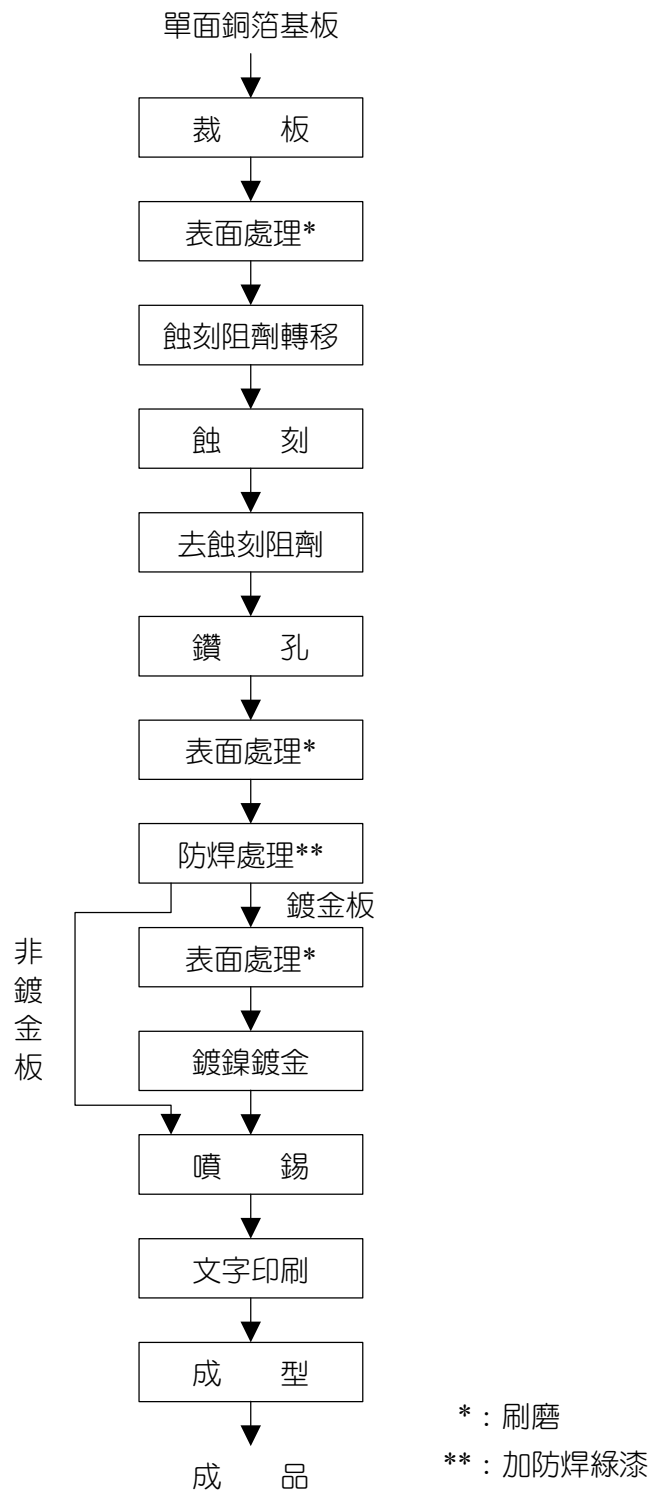 單面銅箔基板
裁 板
表面處理*
蝕刻阻劑轉移
蝕 刻
去蝕刻阻劑
鑽 孔
表面處理*
防焊處理**
鍍金板
非鍍金板
表面處理*
鍍鎳鍍金
噴 錫
文字印刷
成 型
成 品
*：刷磨
**：加防焊綠漆